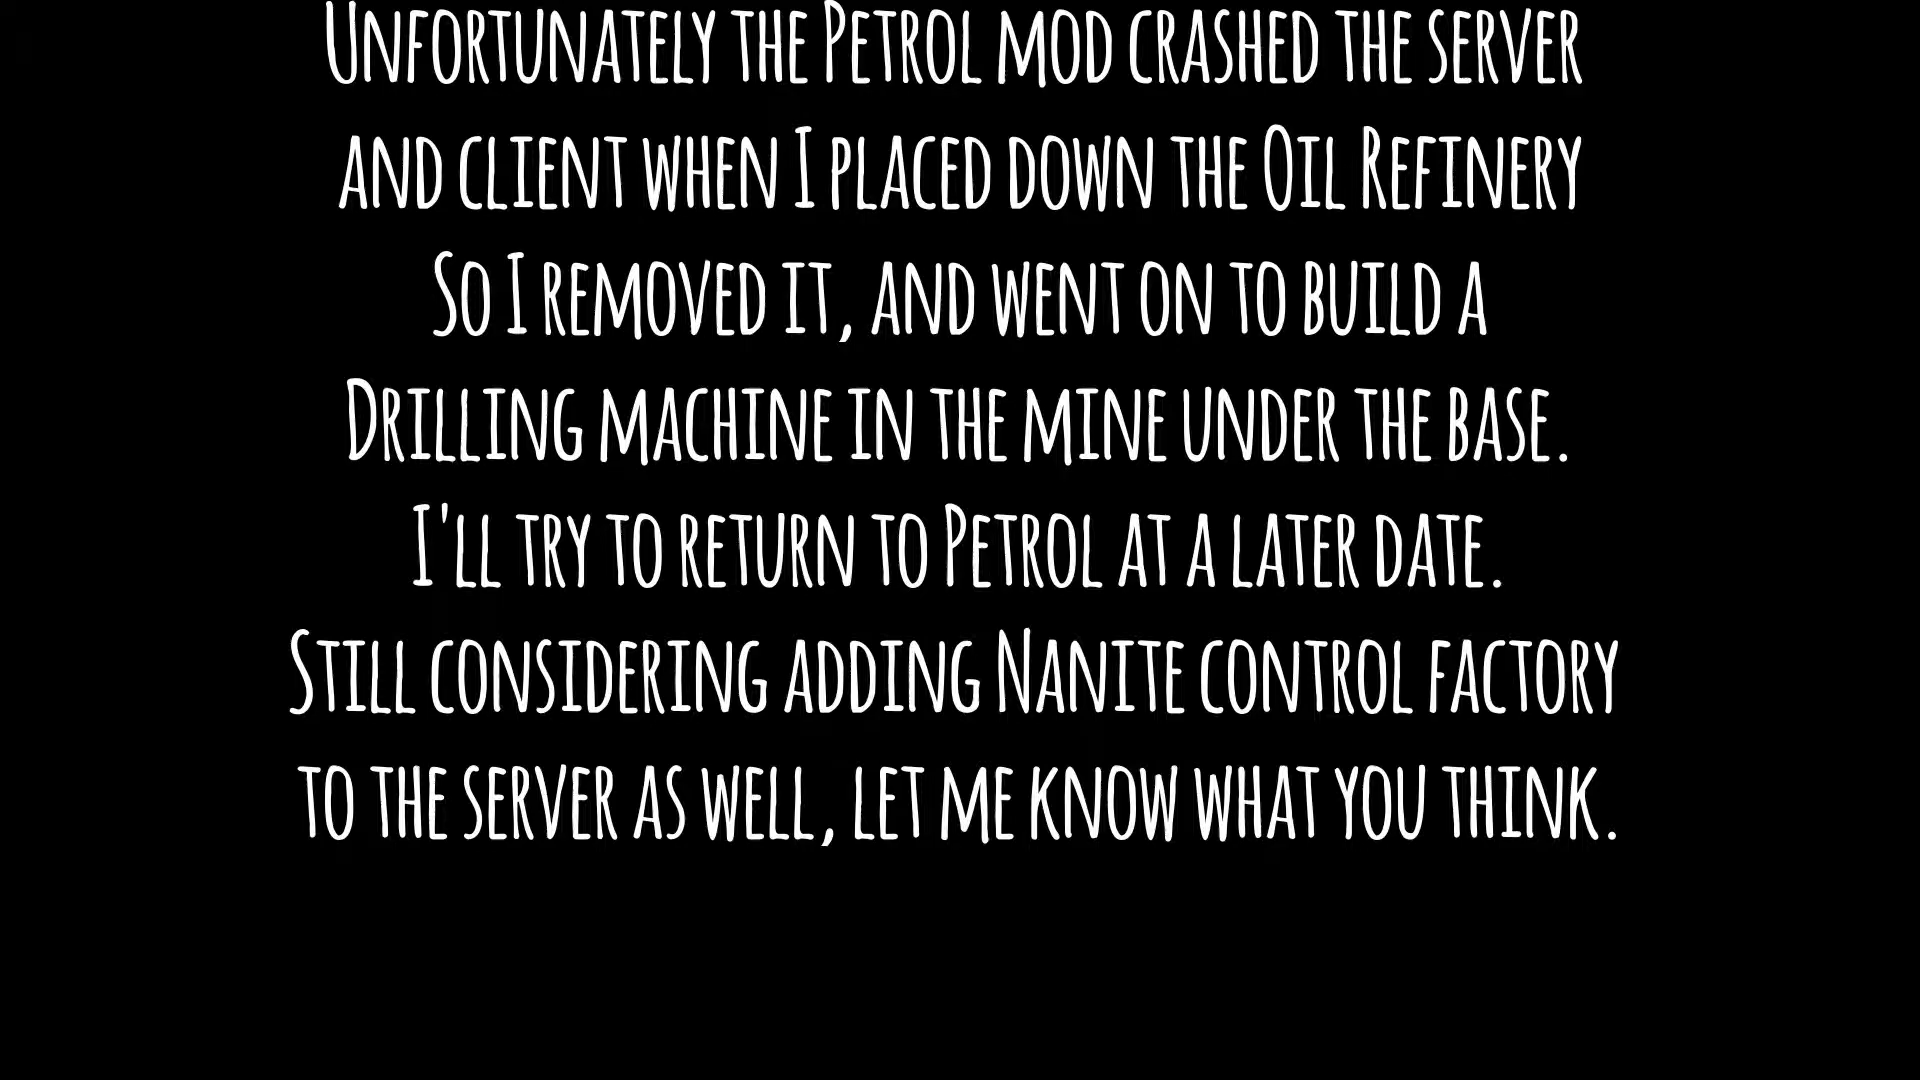 Unfortunately the Petrol mod crashed the server
and client when I placed down the Oil Refinery
So I removed it, and went on to build a
Drilling machine in the mine under the base.
I'll try to return to Petrol at a later date.
Still considering adding Nanite control factory
to the server as well, let me know what you think.